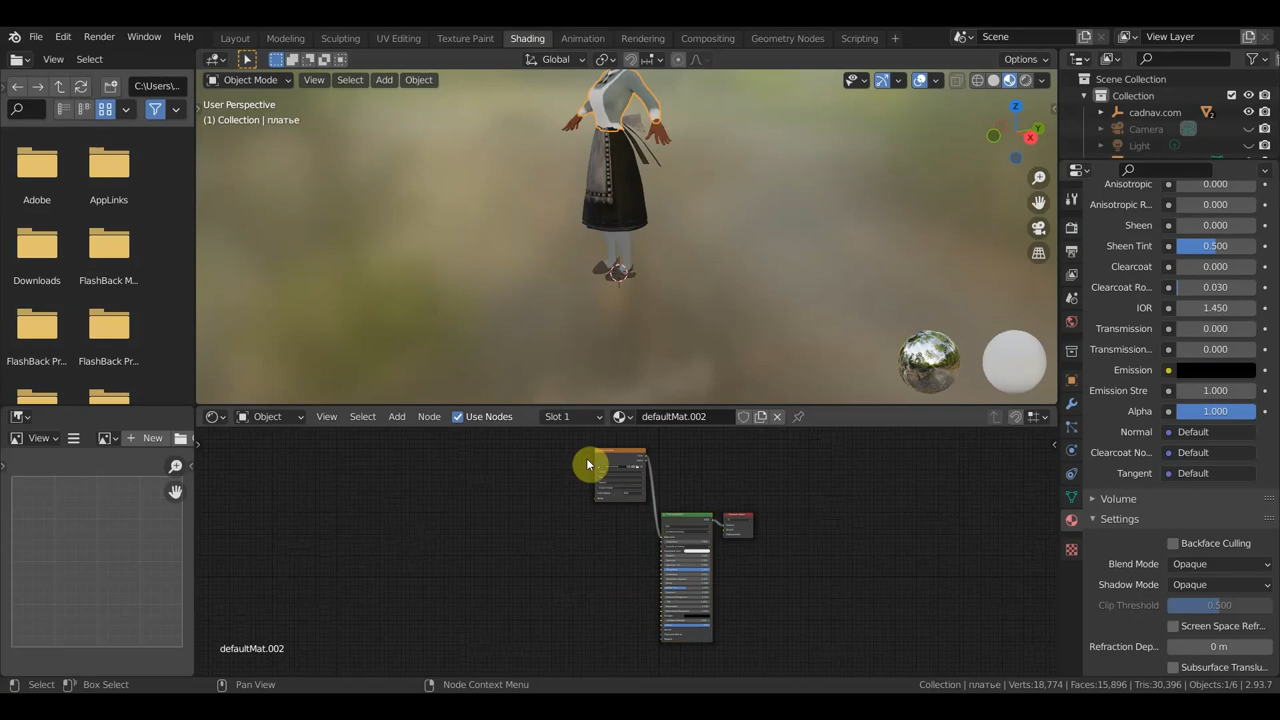 File Edit Render Window Help Layout Modeling Sculpting UV Editing Texture Paint Shading Animation Rendering Compositing Geometry Nodes Scripting Scene View Layer
View Select Global Options
C:\Users\... Object Mode View Select Add Object Scene Collection
User Perspective Collection
(1) Collection | платье cadnav.com 2
Camera
Light
Z
Y
X
Anisotropic 0.000
Adobe AppLinks Anisotropic R... 0.000
Sheen 0.000
Sheen Tint 0.500
Clearcoat 0.000
Downloads FlashBack M... Clearcoat Ro... 0.030
IOR 1.450
Transmission 0.000
Transmission... 0.000
FlashBack Pr... FlashBack Pr... Emission
Emission Stre 1.000
Alpha 1.000
Object View Select Add Node Use Nodes Slot 1 defaultMat.002 Normal Default
View New Clearcoat No... Default
Tangent Default
Volume
Settings
Backface Culling
Blend Mode Opaque
Shadow Mode Opaque
Clip Threshold 0.500
Screen Space Refr...
defaultMat.002 Refraction Dep... 0 m
Subsurface Translu...
Select Box Select Pan View Node Context Menu Collection | платье | Verts:18,774 | Faces:15,896 | Tris:30,396 | Objects:1/6 | 2.93.7